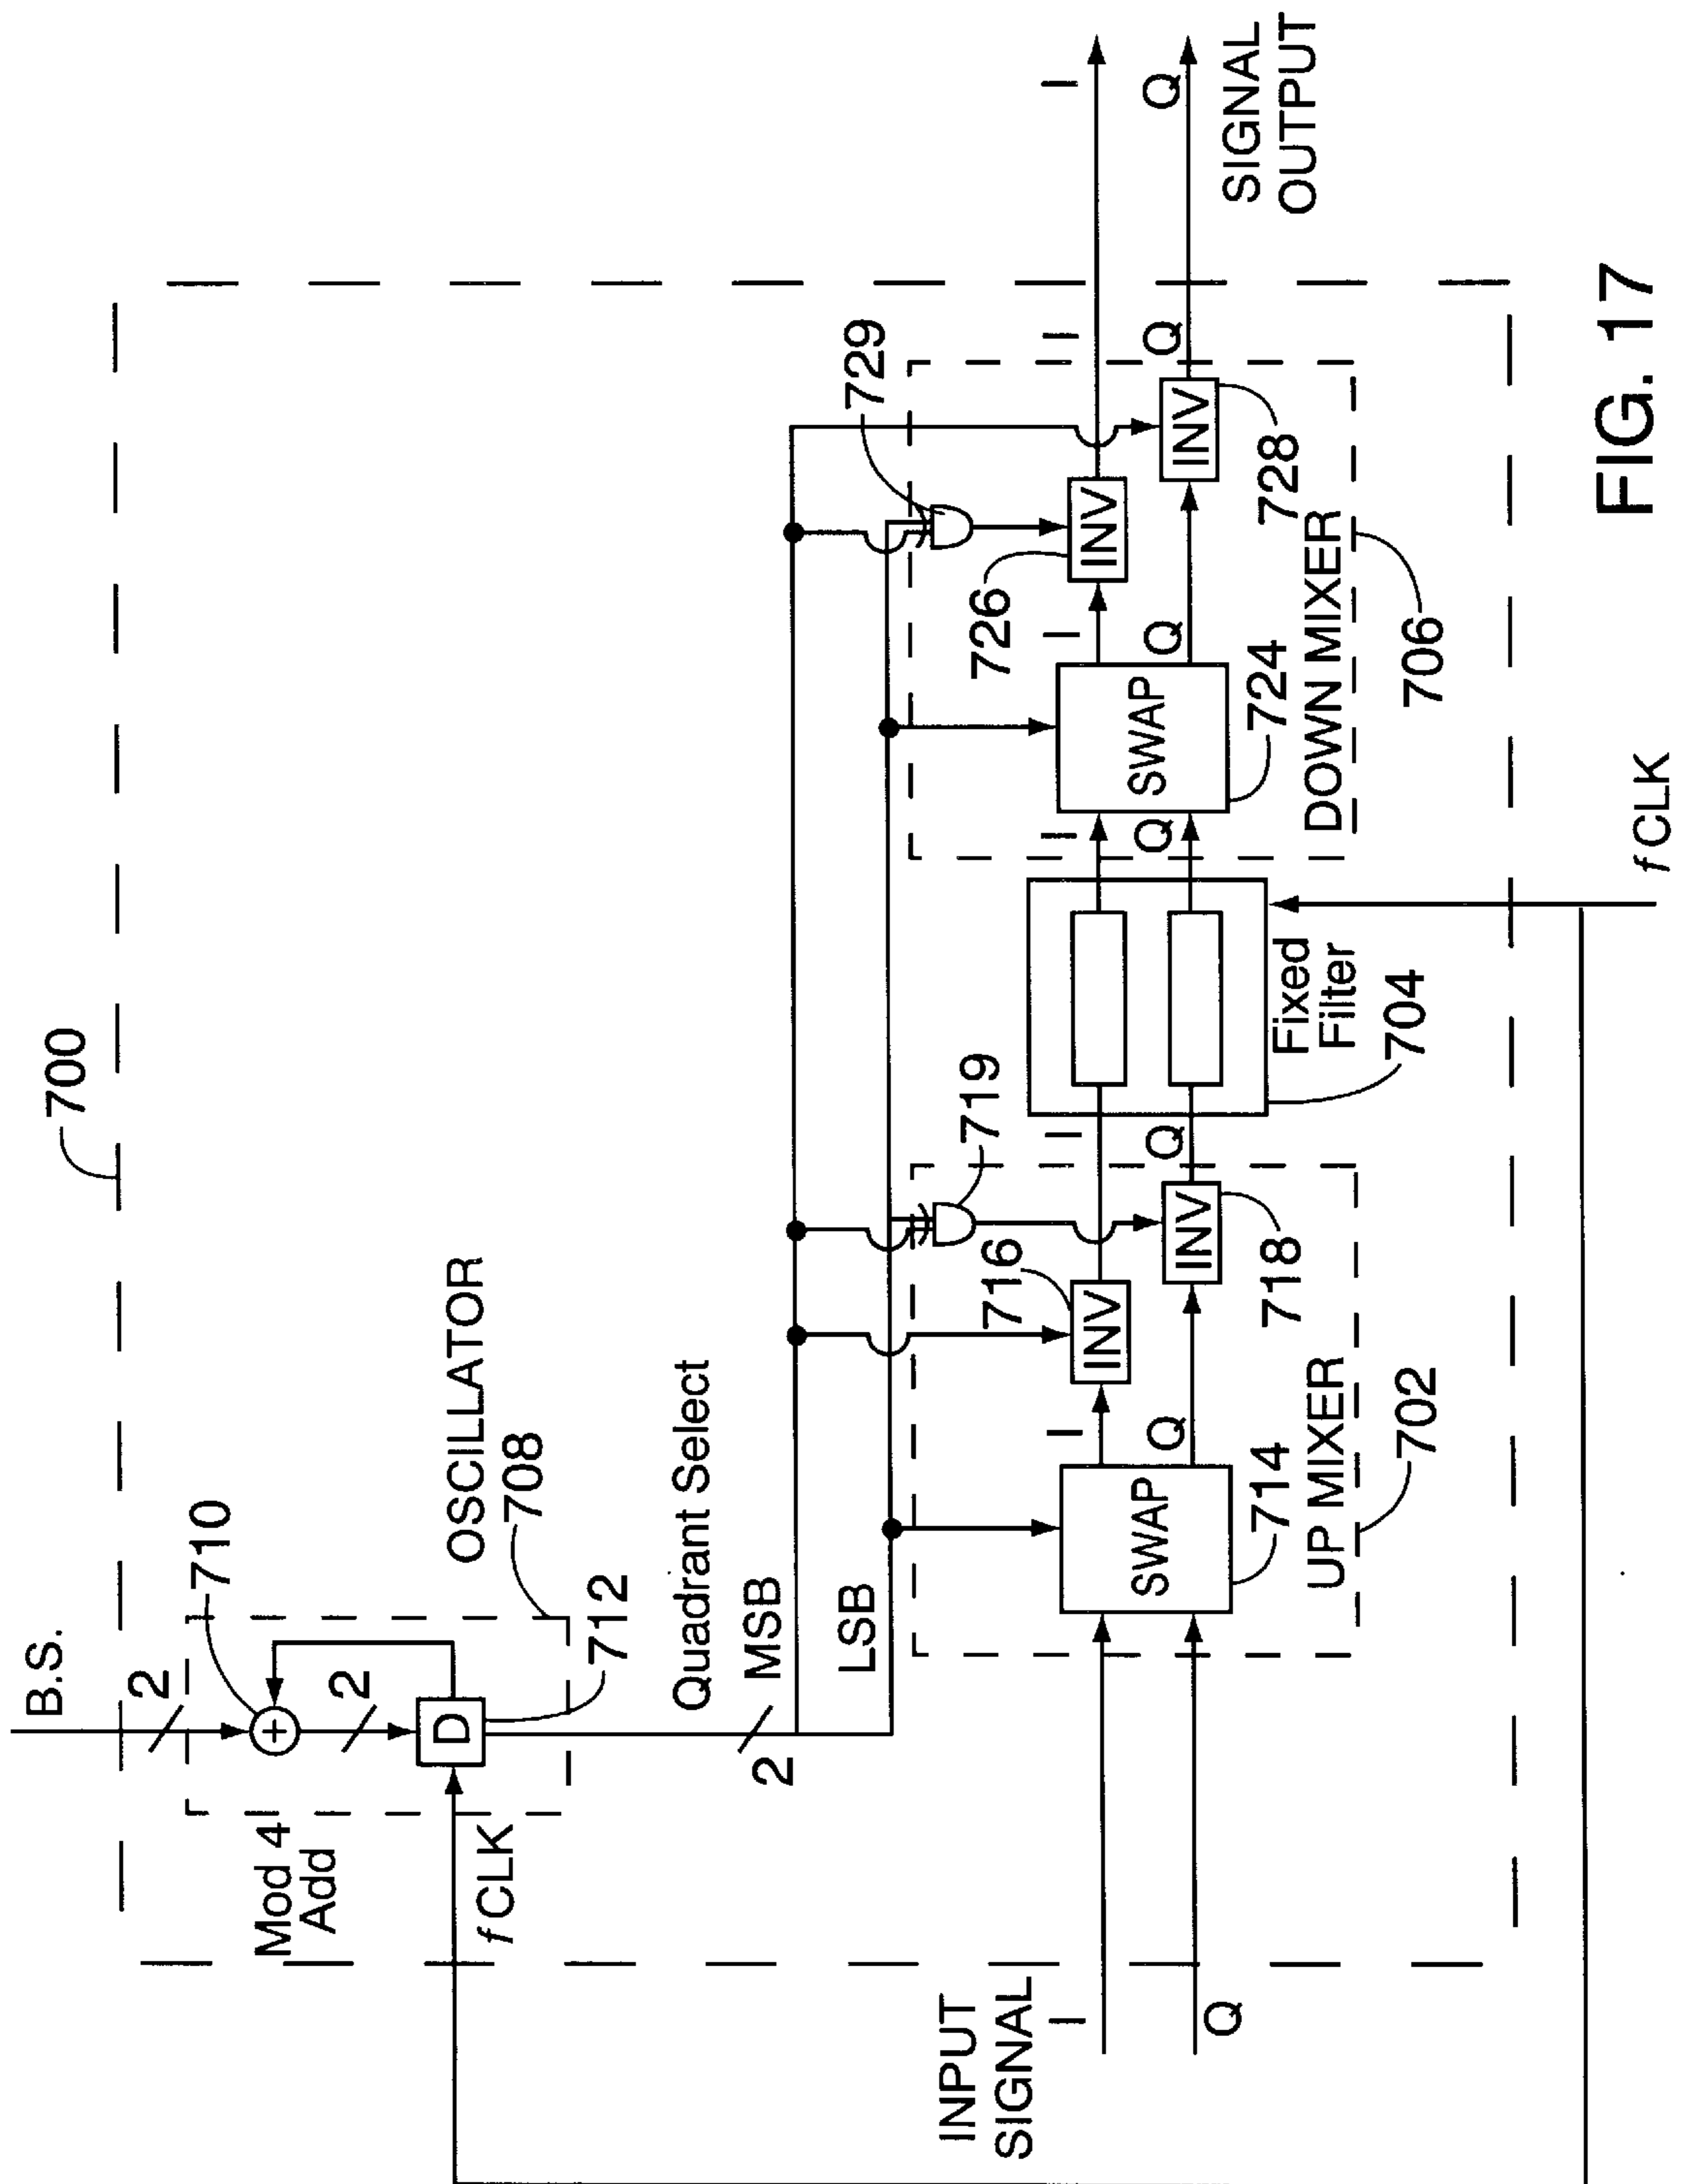 700
B.S.
2
710
Mod 4
Add
+
2
OSCILLATOR
708
D
712
f CLK
Quadrant Select
2
MSB
LSB
719
729
INPUT
SIGNAL
I
Q
SWAP
714
I
Q
INV
716
INV
718
UP MIXER
702
I
Q
Fixed
Filter
704
I
Q
SWAP
724
I
Q
INV
726
INV
728
DOWN MIXER
706
I
Q
I
Q
SIGNAL
OUTPUT
f CLK
FIG. 17